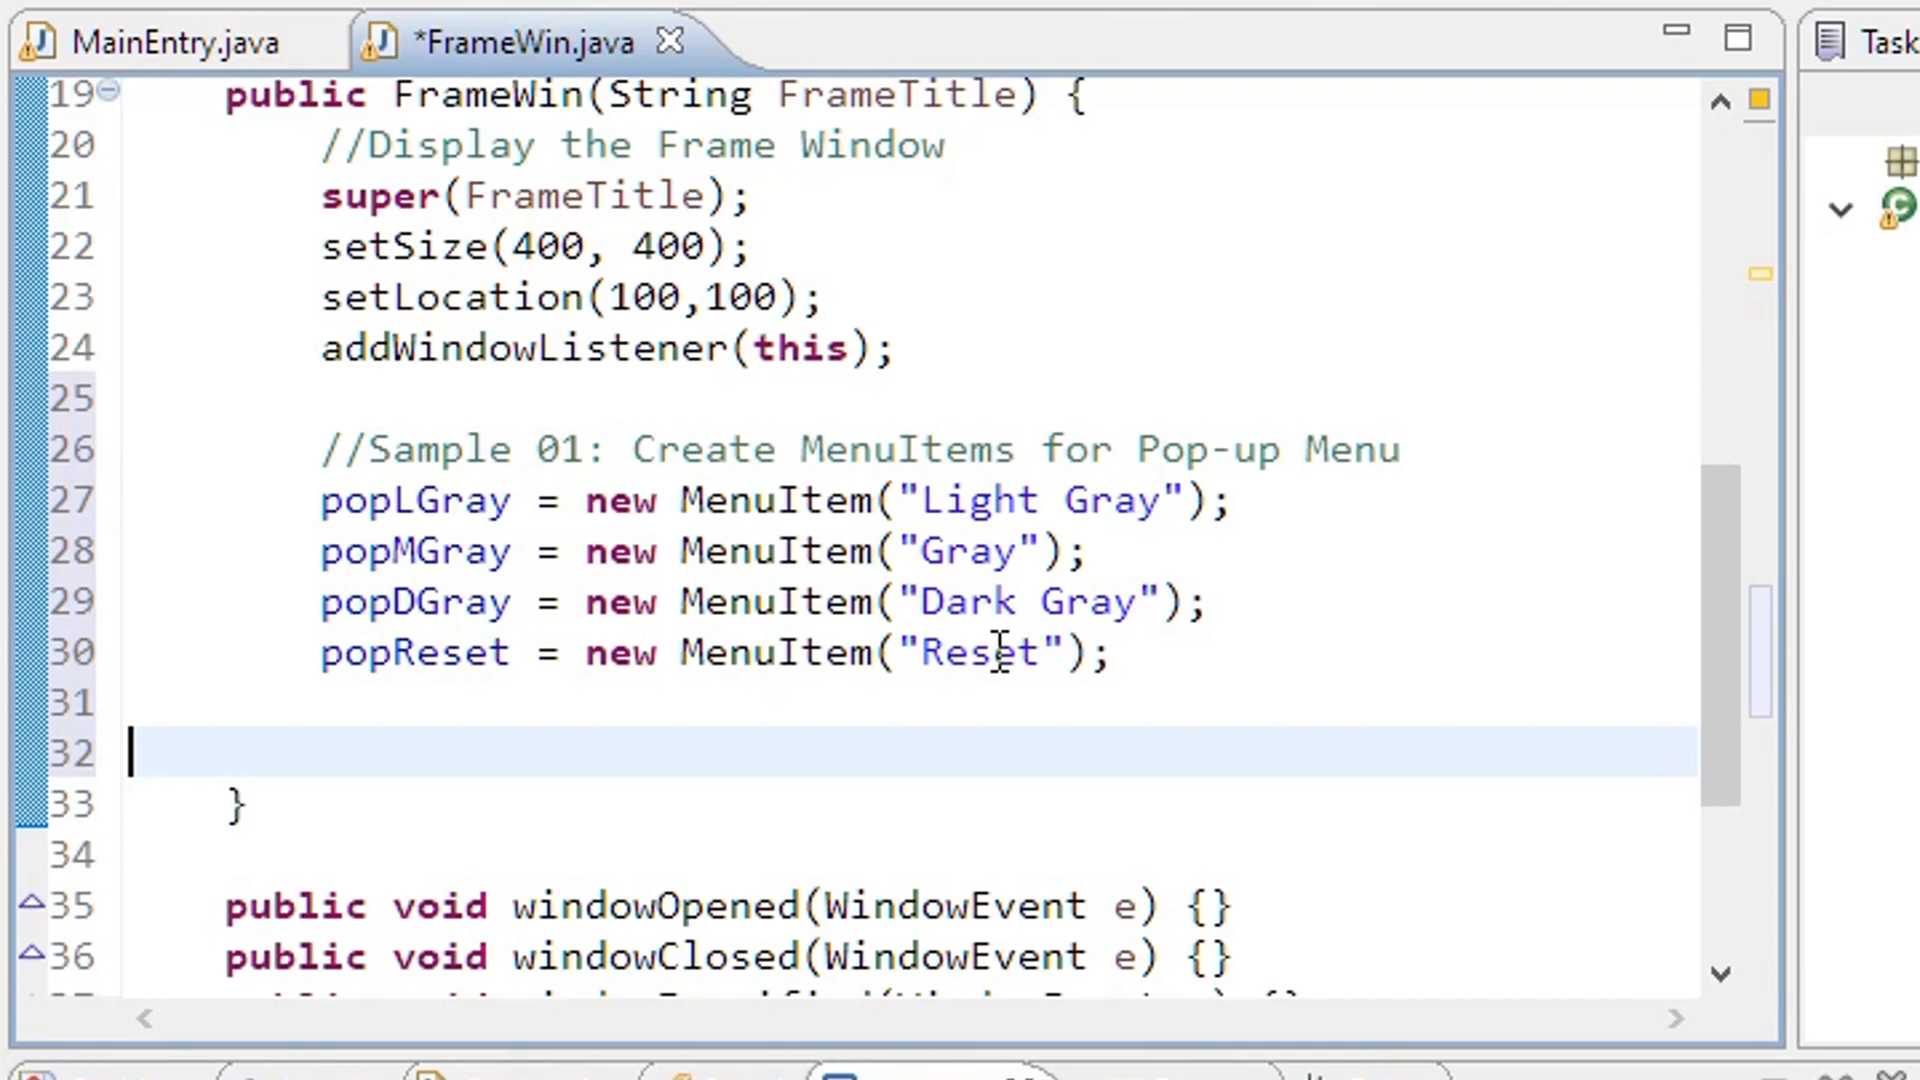 MainEntry.java
*FrameWin.java
Task
19 public FrameWin(String FrameTitle) {
20 //Display the Frame Window
21 super(FrameTitle);
22 setSize(400, 400);
23 setLocation(100,100);
24 addWindowListener(this);
25
26 //Sample 01: Create MenuItems for Pop-up Menu
27 popLGray = new MenuItem("Light Gray");
28 popMGray = new MenuItem("Gray");
29 popDGray = new MenuItem("Dark Gray");
30 popReset = new MenuItem("Reset");
31
32
33 }
34
35 public void windowOpened(WindowEvent e) {}
36 public void windowClosed(WindowEvent e) {}